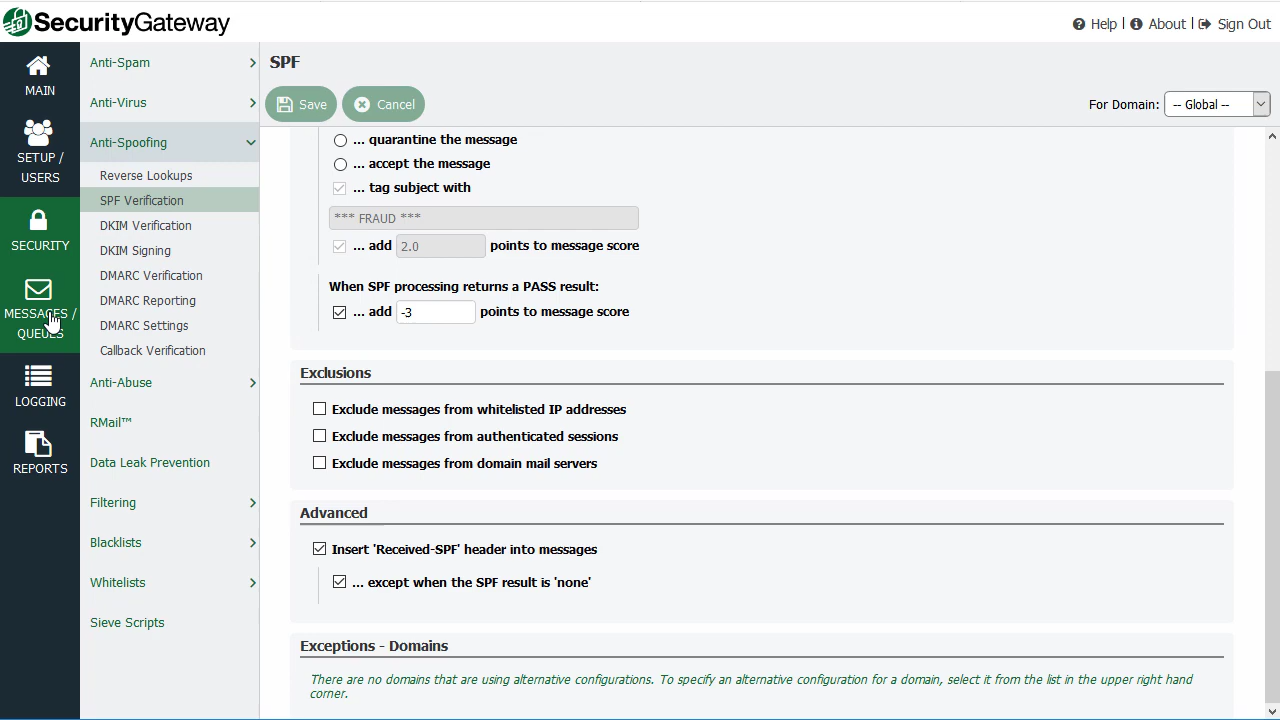 SecurityGateway
Help | About | Sign Out
MAIN
SETUP / USERS
SECURITY
MESSAGES / QUEUES
LOGGING
REPORTS
Anti-Spam
Anti-Virus
Anti-Spoofing
Reverse Lookups
SPF Verification
DKIM Verification
DKIM Signing
DMARC Verification
DMARC Reporting
DMARC Settings
Callback Verification
Anti-Abuse
RMail™
Data Leak Prevention
Filtering
Blacklists
Whitelists
Sieve Scripts
SPF
Save Cancel
For Domain: -- Global --
... quarantine the message
... accept the message
... tag subject with
*** FRAUD ***
... add 2.0 points to message score
When SPF processing returns a PASS result:
... add -3 points to message score
Exclusions
Exclude messages from whitelisted IP addresses
Exclude messages from authenticated sessions
Exclude messages from domain mail servers
Advanced
Insert 'Received-SPF' header into messages
... except when the SPF result is 'none'
Exceptions - Domains
There are no domains that are using alternative configurations. To specify an alternative configuration for a domain, select it from the list in the upper right hand
corner.